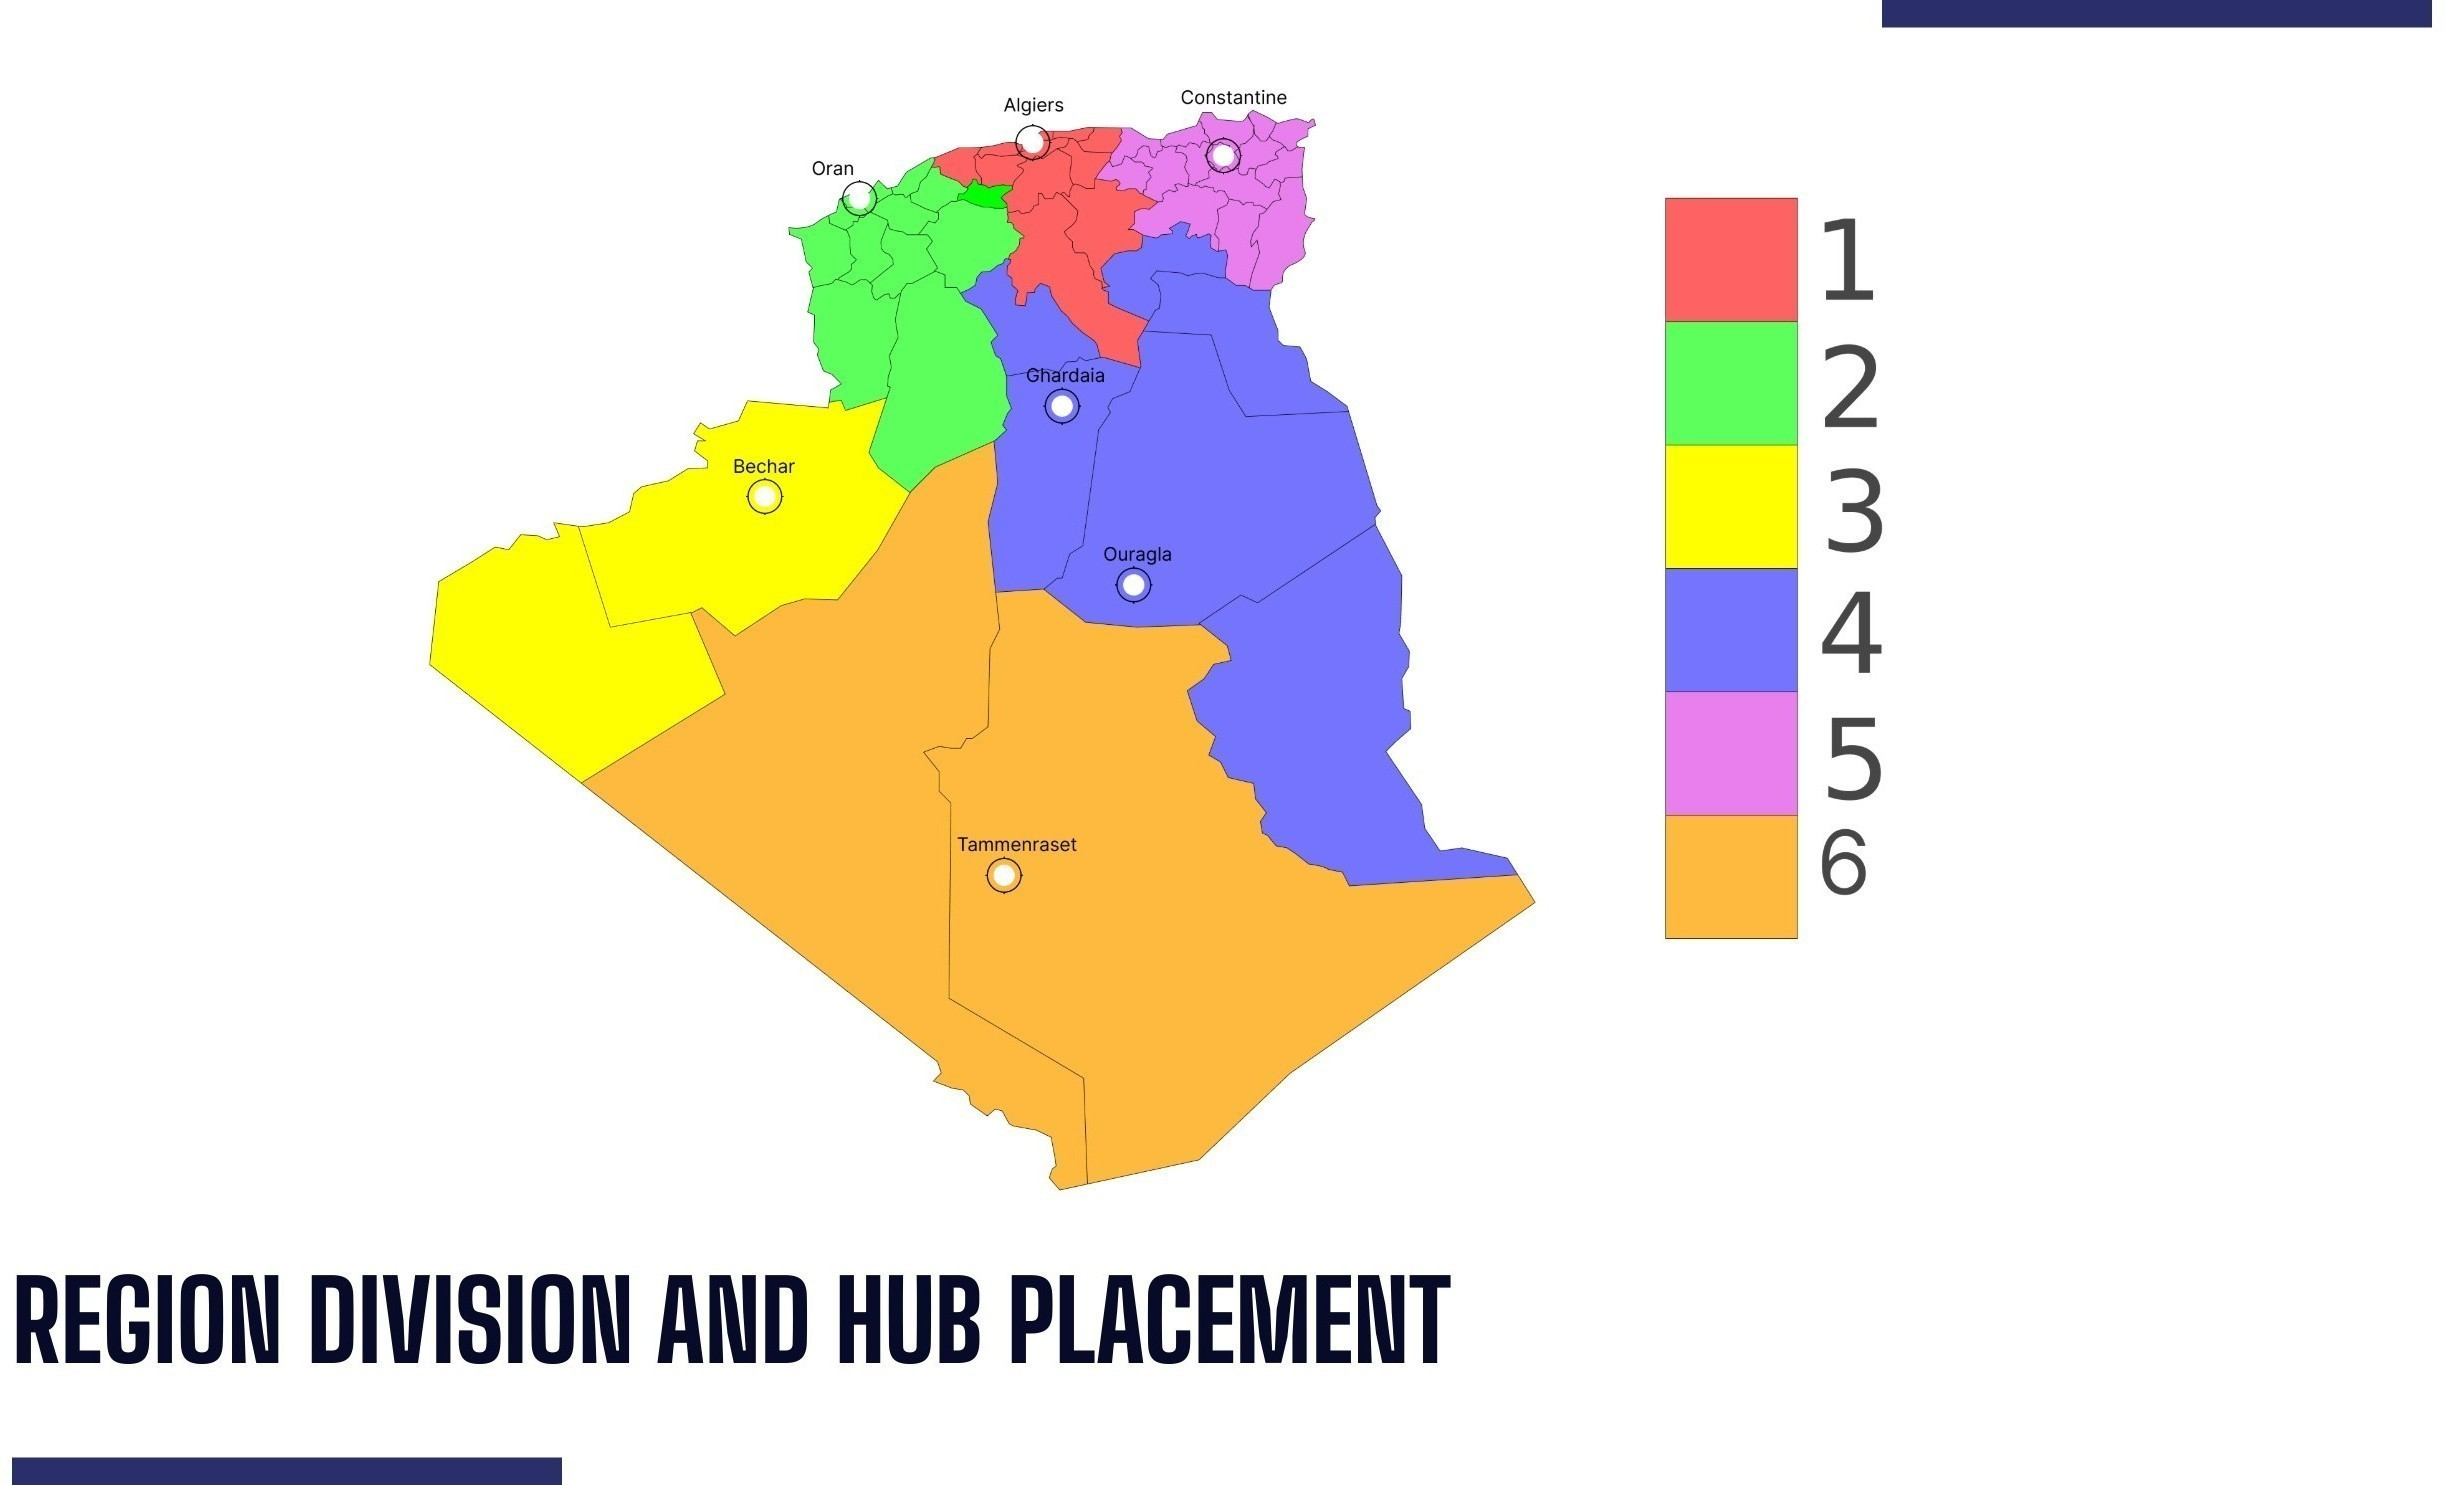 Constantine
Algiers
Oran
1
2
Ghardaia
3
Bechar
Ouragla
4
5
Tammenraset
6
REGION DIVISION AND HUB PLACEMENT